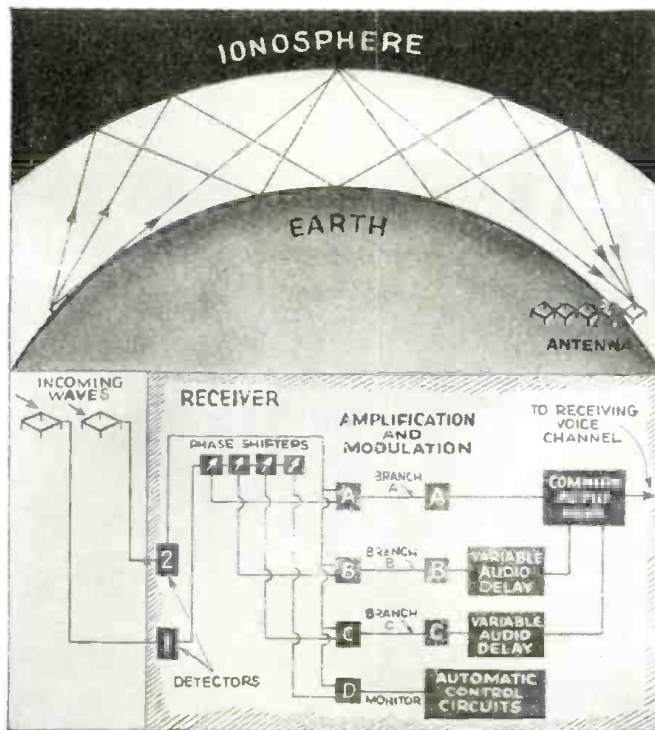 IONOSPHERE
EARTH
ANTENNA
INCOMING
WAVES
RECEIVER
PHASE SHIFTERS
AMPLIFICATION
AND
MODULATION
TO RECEIVING
VOICE
CHANNEL
A
BRANCH
A
A
2
BRANCH
B
B
B
VARIABLE
AUDIO
DELAY
1
BRANCH
C
C
C
VARIABLE
AUDIO
DELAY
DETECTORS
D
MONITOR
AUTOMATIC
CONTROL
CIRCUITS